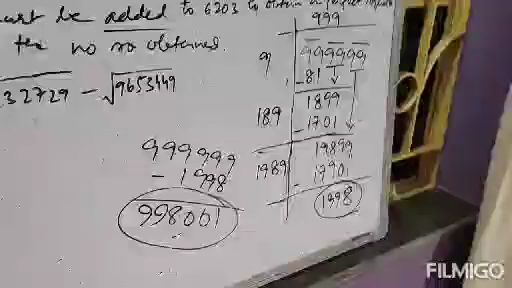 must be added to 6203 to obtain a perfect
the no so obtained.
32729 - √9653449
999
9 999999
- 81
189 1899
- 1701
1989 19899
- 17901
1998
999999
- 1998
998001
FILMIGO